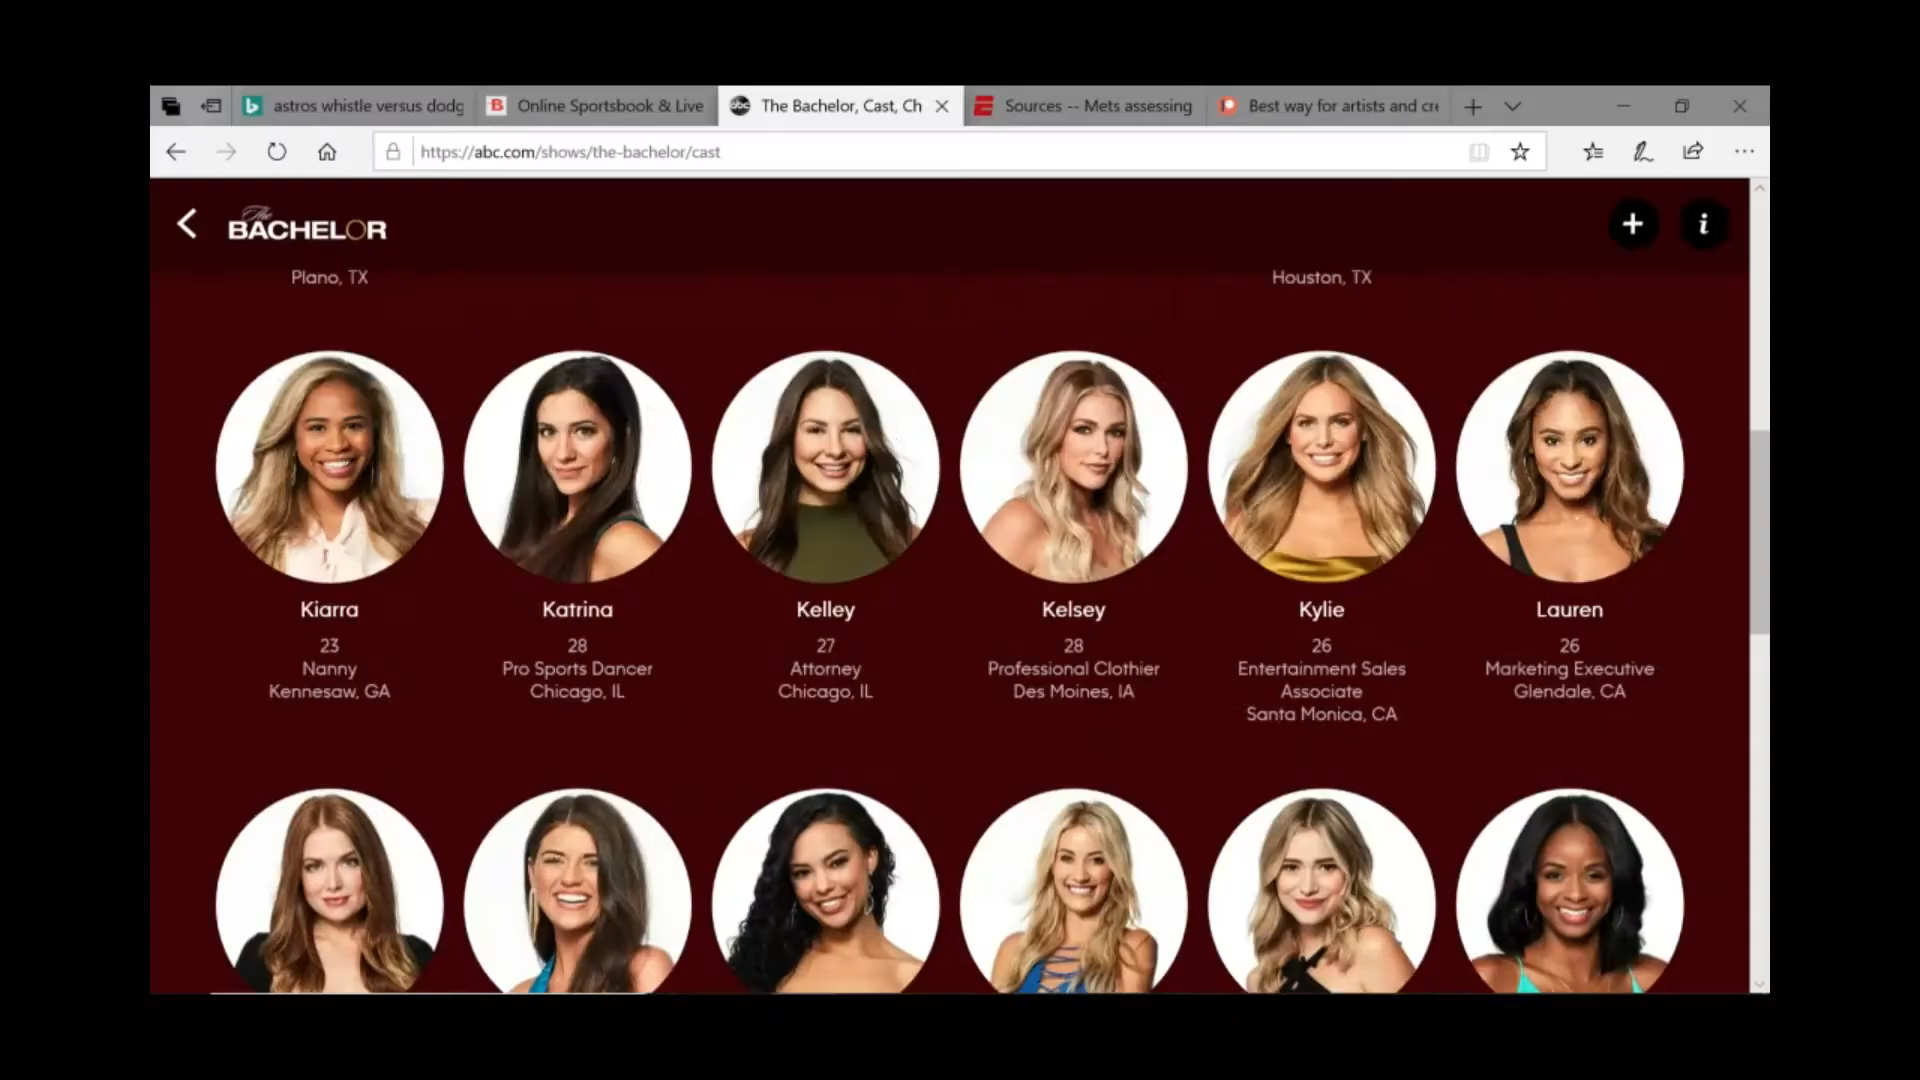 astros whistle versus dodg
Online Sportsbook & Live
The Bachelor, Cast, Ch
Sources -- Mets assessing
Best way for artists and cre
https://abc.com/shows/the-bachelor/cast
The
BACHELOR
Plano, TX
Houston, TX
Kiarra
23
Nanny
Kennesaw, GA
Katrina
28
Pro Sports Dancer
Chicago, IL
Kelley
27
Attorney
Chicago, IL
Kelsey
28
Professional Clothier
Des Moines, IA
Kylie
26
Entertainment Sales
Associate
Santa Monica, CA
Lauren
26
Marketing Executive
Glendale, CA